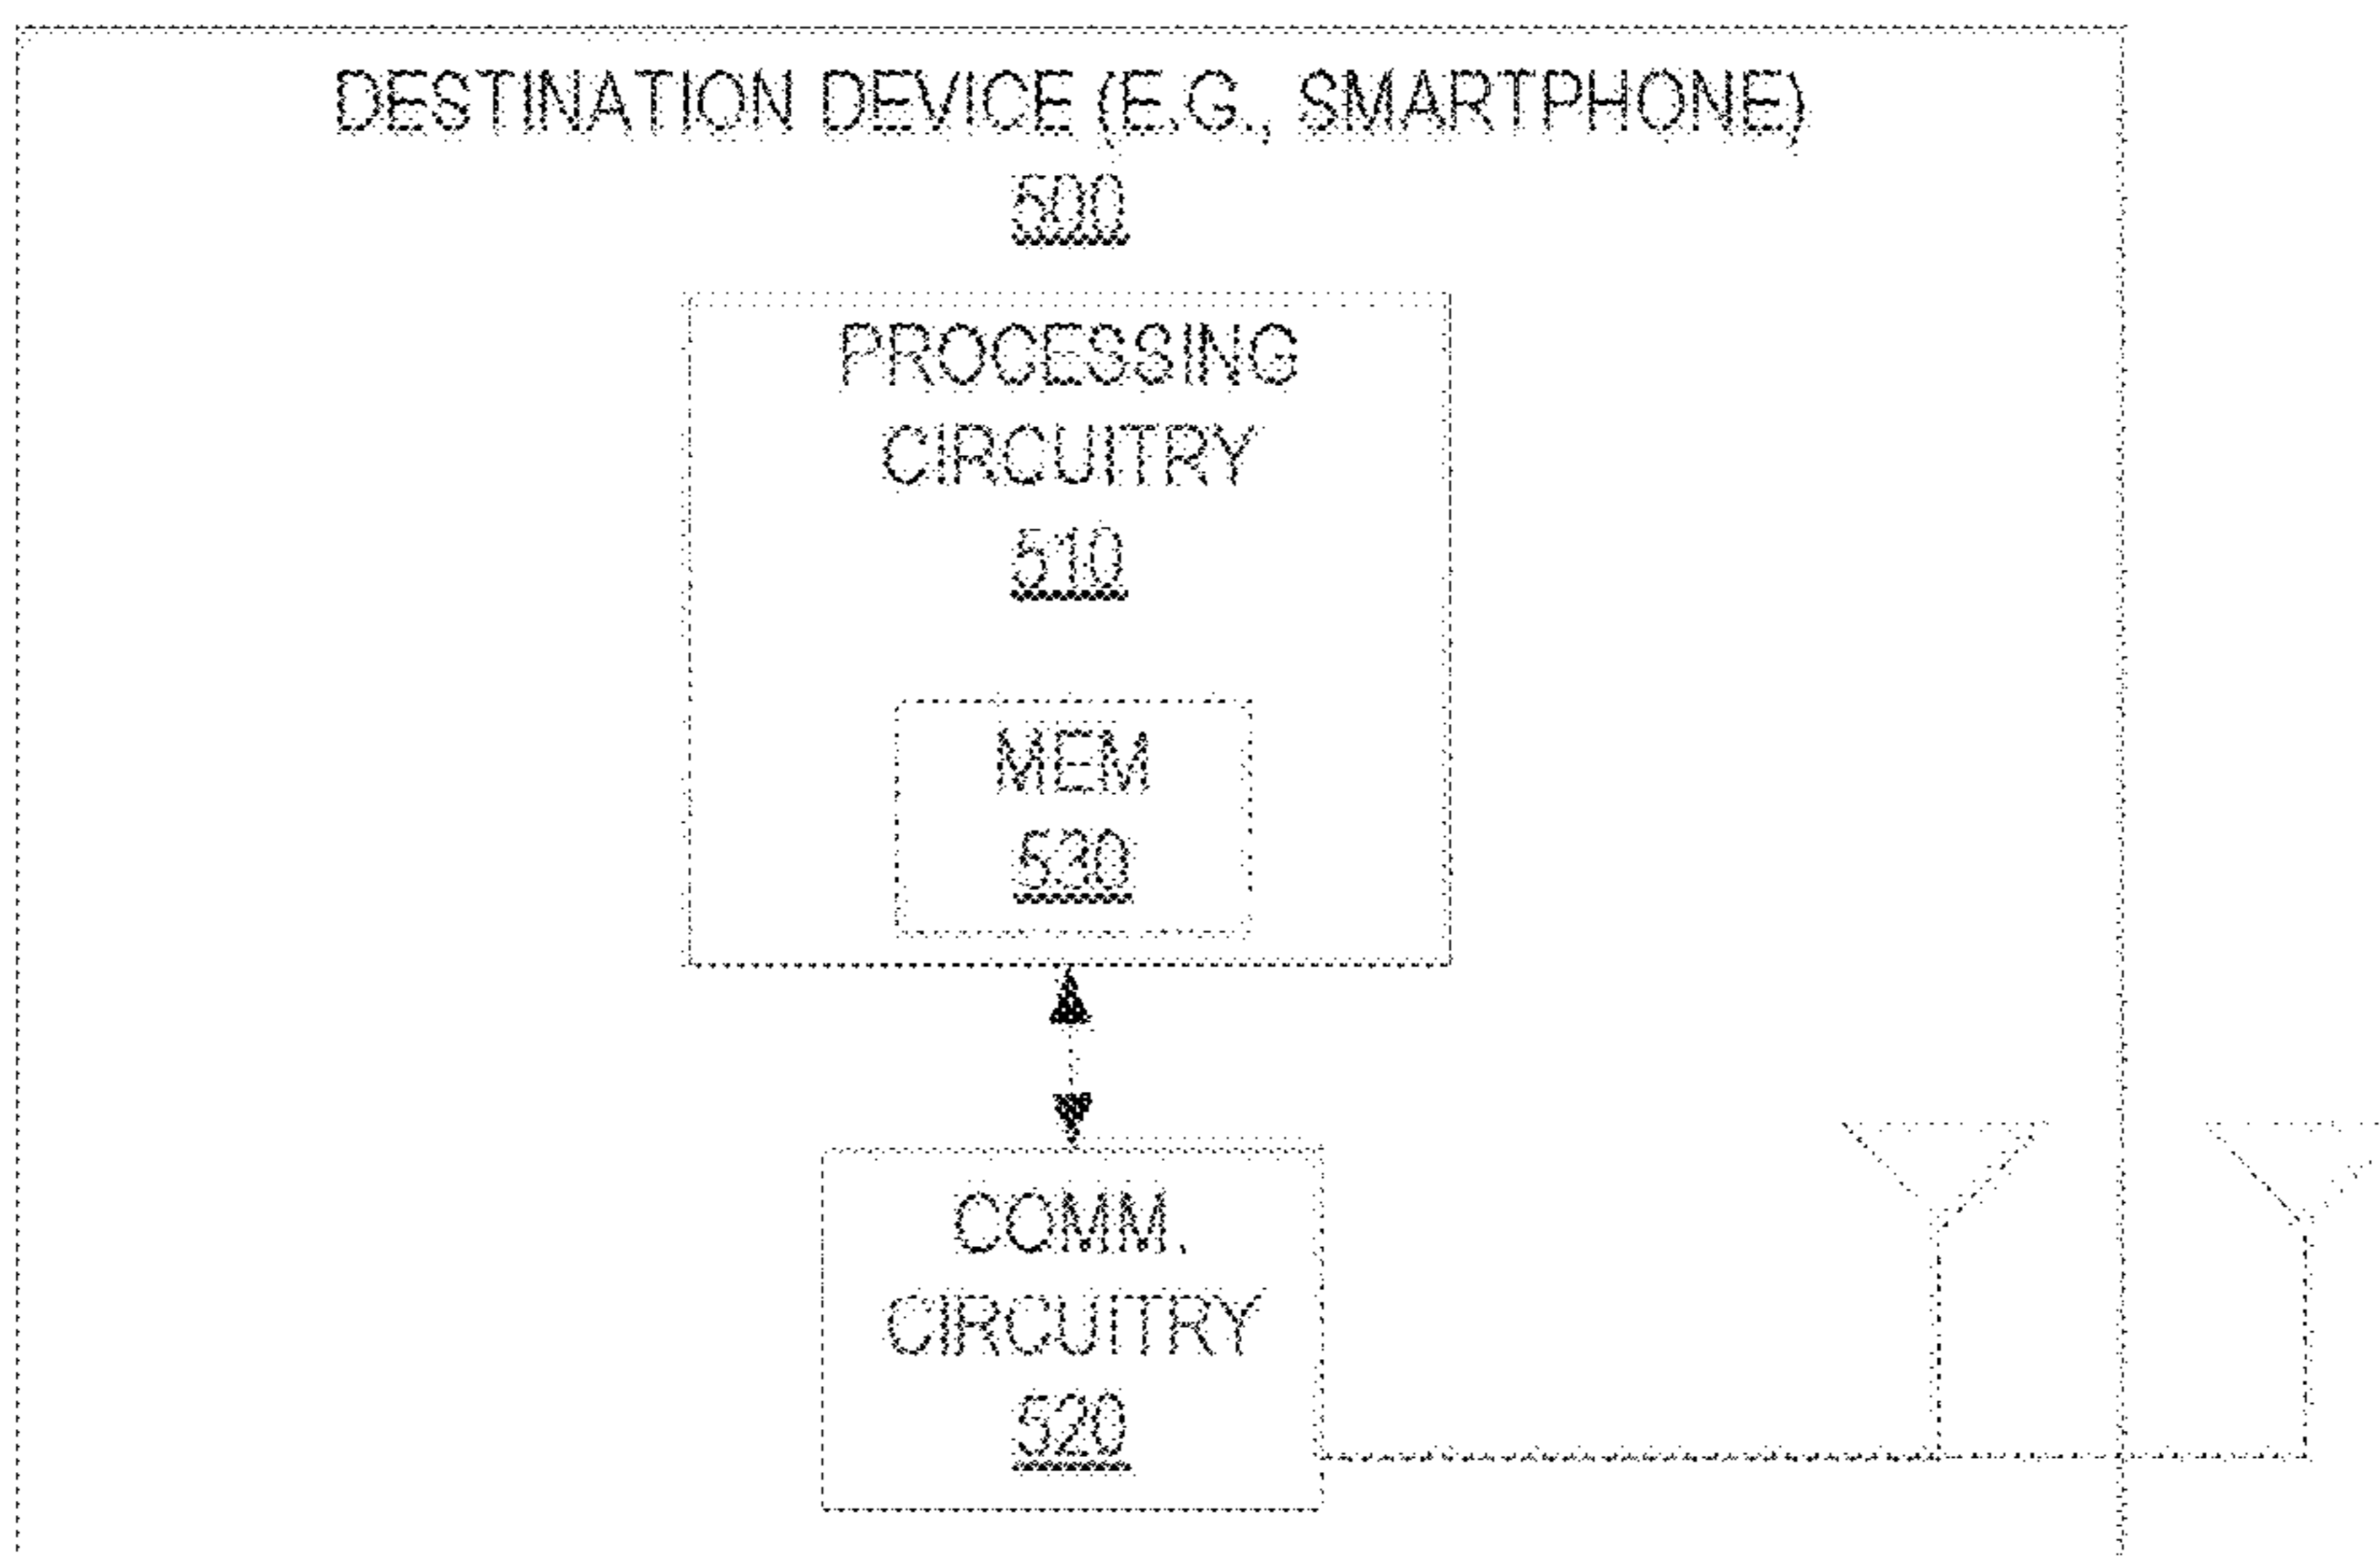 DESTINATION DEVICE (E.G., SMARTPHONE)
500
PROCESSING
CIRCUITRY
510
MEM
530
COMM.
CIRCUITRY
520